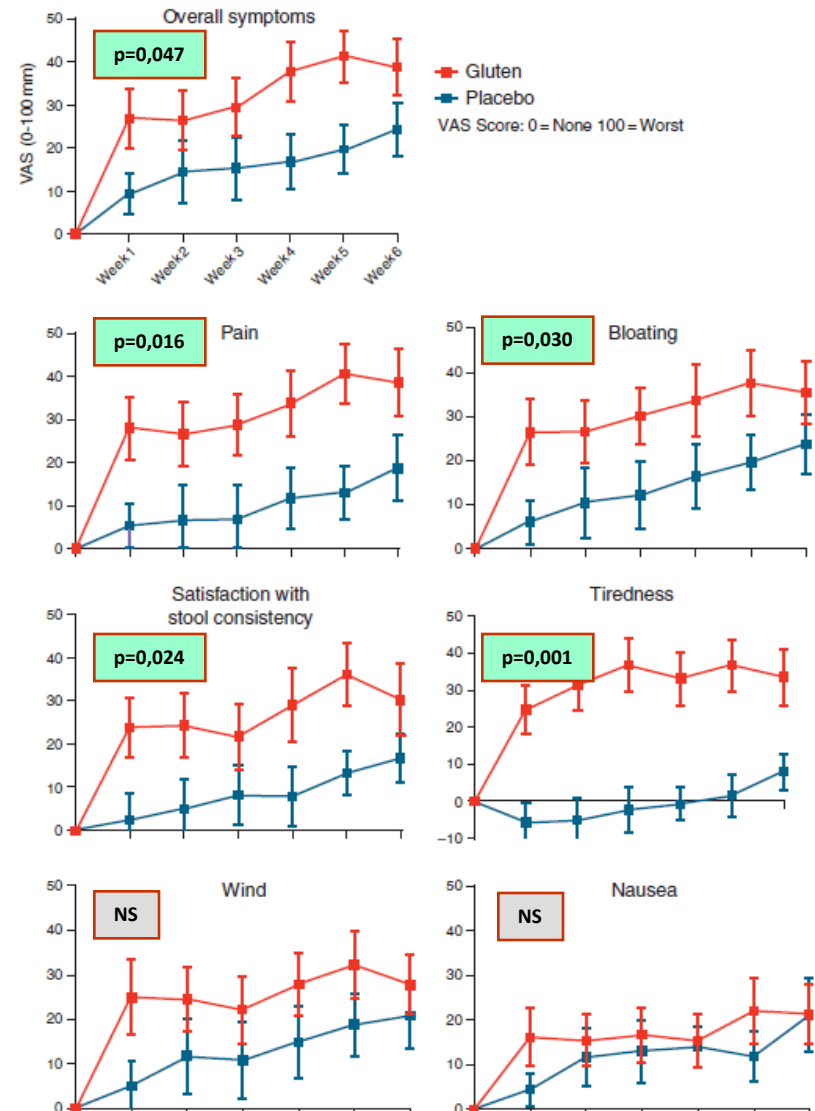 Overall symptoms
p=0,047
VAS (0-100 mm)
50
40
30
20
10
0
Week1
Week2
Week3
Week4
Week5
Week6
Gluten
Placebo
VAS Score: 0 = None 100 = Worst
Pain
p=0,016
50
40
30
20
10
0
Bloating
p=0,030
50
40
30
20
10
0
Satisfaction with
stool consistency
p=0,024
50
40
30
20
10
0
Tiredness
p=0,001
50
40
30
20
10
0
–10
Wind
NS
50
40
30
20
10
0
Nausea
NS
50
40
30
20
10
0